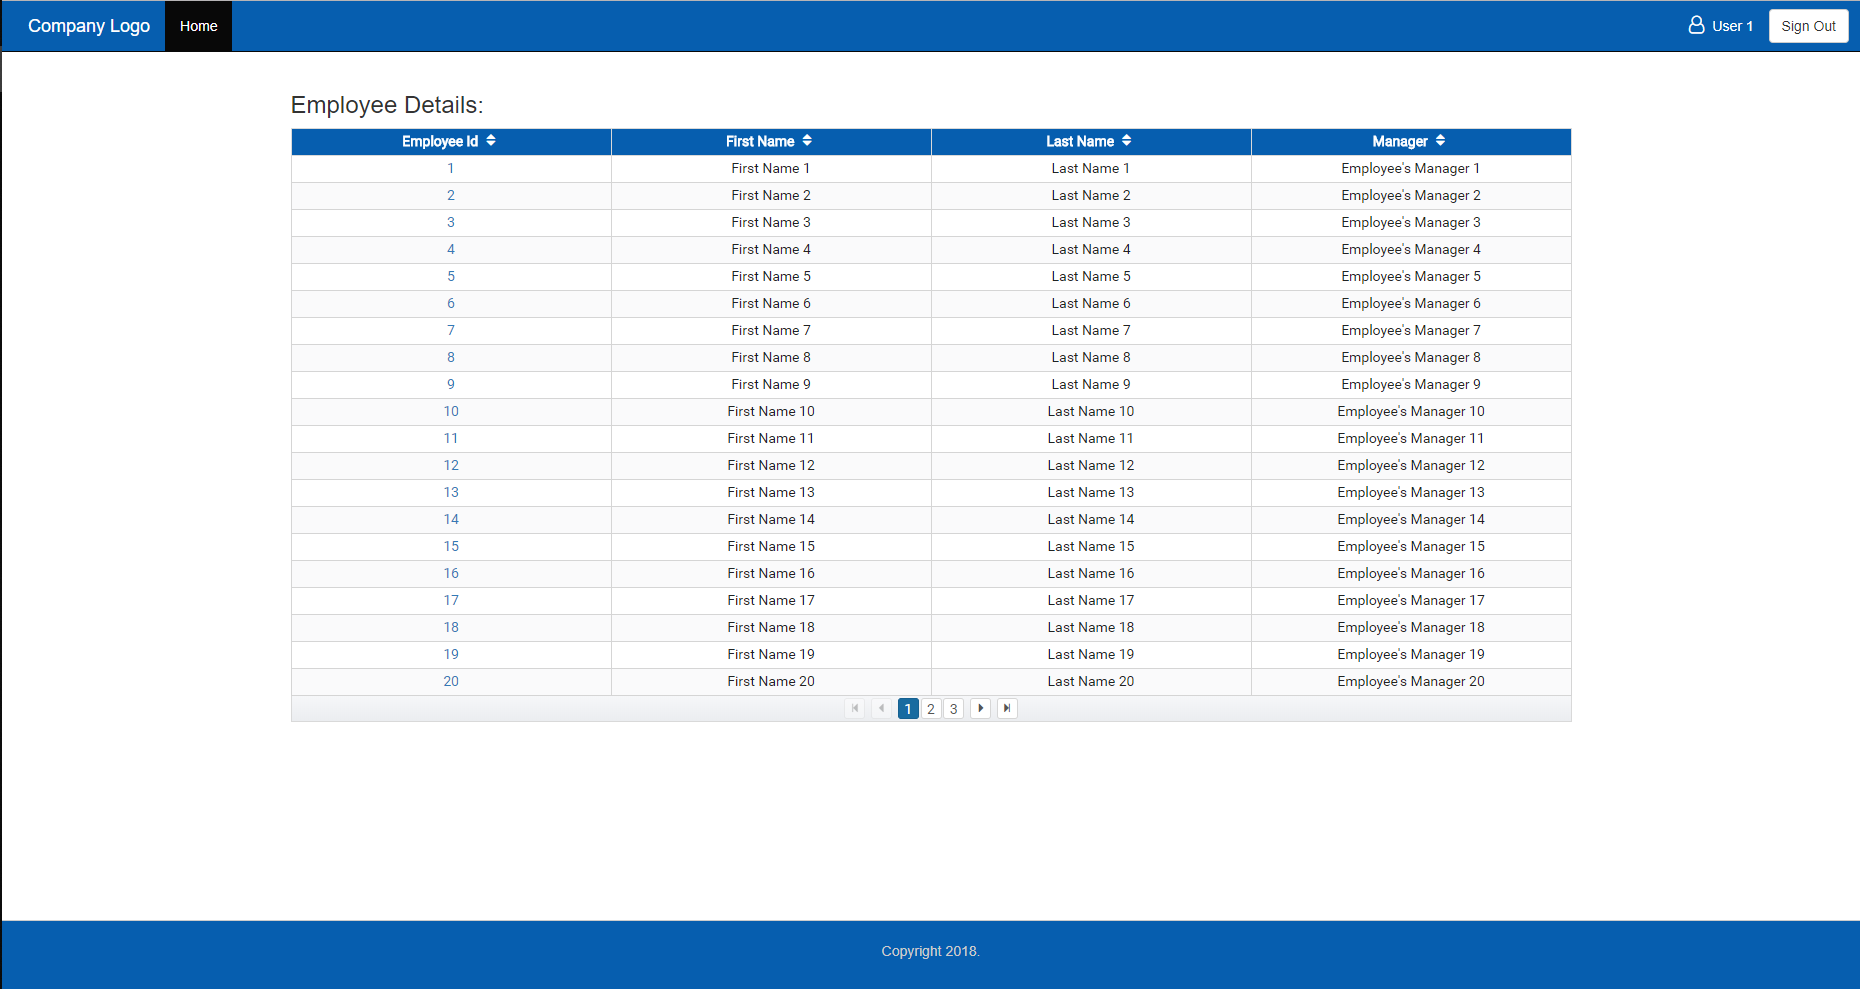 Company Logo Home User 1 Sign Out
Employee Details:
Employee Id First Name Last Name Manager
1 First Name 1 Last Name 1 Employee's Manager 1
2 First Name 2 Last Name 2 Employee's Manager 2
3 First Name 3 Last Name 3 Employee's Manager 3
4 First Name 4 Last Name 4 Employee's Manager 4
5 First Name 5 Last Name 5 Employee's Manager 5
6 First Name 6 Last Name 6 Employee's Manager 6
7 First Name 7 Last Name 7 Employee's Manager 7
8 First Name 8 Last Name 8 Employee's Manager 8
9 First Name 9 Last Name 9 Employee's Manager 9
10 First Name 10 Last Name 10 Employee's Manager 10
11 First Name 11 Last Name 11 Employee's Manager 11
12 First Name 12 Last Name 12 Employee's Manager 12
13 First Name 13 Last Name 13 Employee's Manager 13
14 First Name 14 Last Name 14 Employee's Manager 14
15 First Name 15 Last Name 15 Employee's Manager 15
16 First Name 16 Last Name 16 Employee's Manager 16
17 First Name 17 Last Name 17 Employee's Manager 17
18 First Name 18 Last Name 18 Employee's Manager 18
19 First Name 19 Last Name 19 Employee's Manager 19
20 First Name 20 Last Name 20 Employee's Manager 20
1 2 3
Copyright 2018.